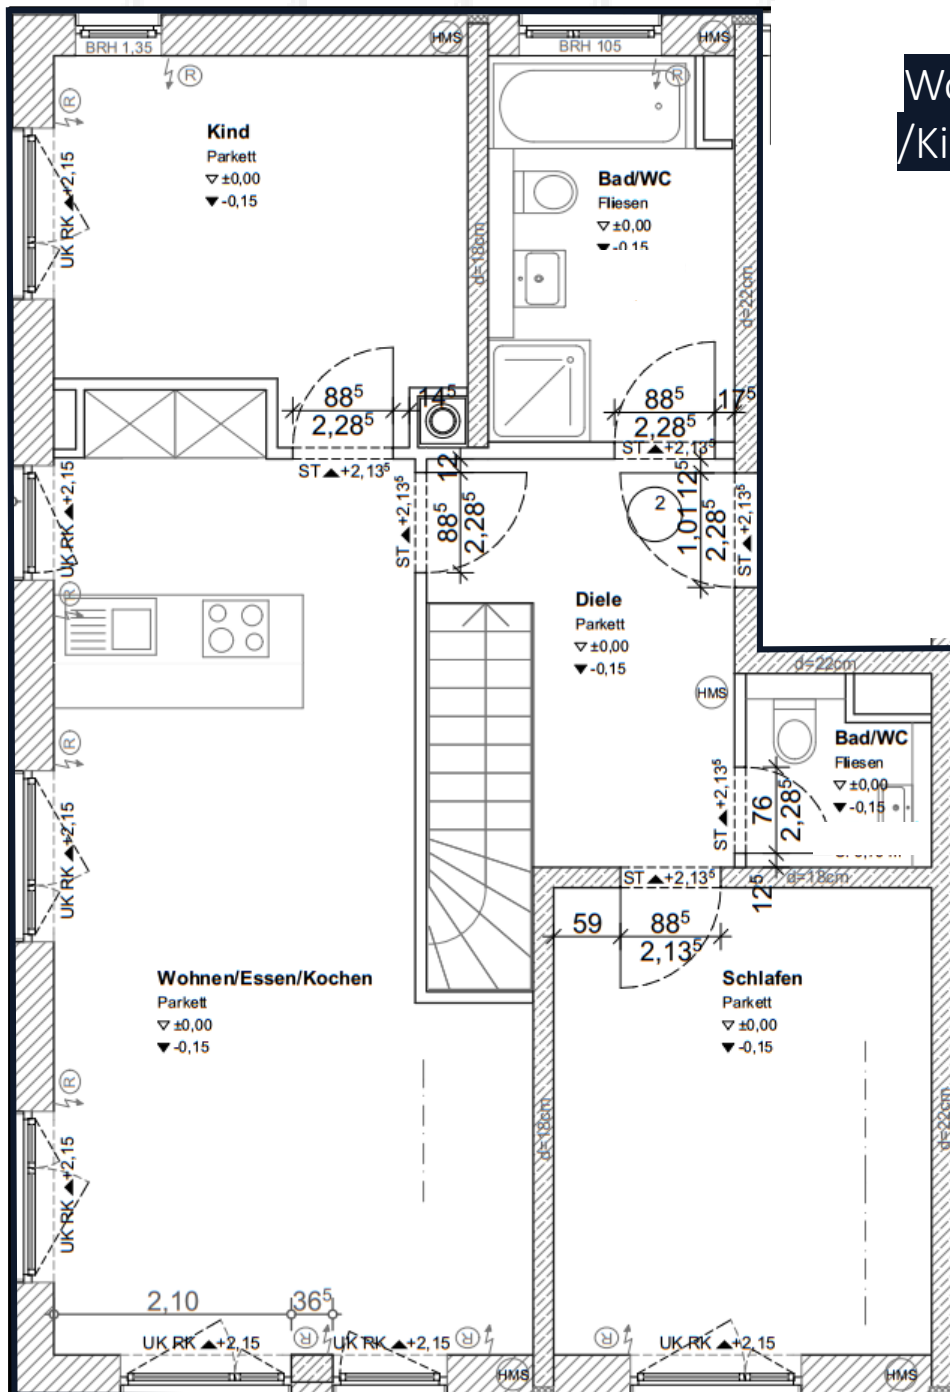 HMS
HMS
BRH 1,35
BRH 105
Wo
/Ki
R
R
R
Kind
Parkett
▽ ±0,00
▼ -0,15
UK RK ▲+2,15
Bad/WC
Fliesen
▽ ±0,00
▼ -0,15
d=18cm
d=22cm
88⁵
2,28⁵
14⁵
88⁵
2,28⁵
17⁵
ST ▲+2,13⁵
ST ▲+2,13⁵
12
88⁵
2,28⁵
ST ▲+2,13⁵
2
12⁵
1,01
2,28⁵
ST ▲+2,13⁵
UK RK ▲+2,15
R
Diele
Parkett
▽ ±0,00
▼ -0,15
HMS
d=22cm
R
Bad/WC
Fliesen
▽ ±0,00
▼ -0,15
ST ▲+2,13⁵
76
2,28⁵
12⁵
UK RK ▲+2,15
ST ▲+2,13⁵
d=18cm
59
88⁵
2,13⁵
Wohnen/Essen/Kochen
Parkett
▽ ±0,00
▼ -0,15
Schlafen
Parkett
▽ ±0,00
▼ -0,15
R
d=18cm
d=22cm
UK RK ▲+2,15
2,10
36⁵
R
R
R
UK RK ▲+2,15
UK RK ▲+2,15
UK RK ▲+2,15
HMS
HMS